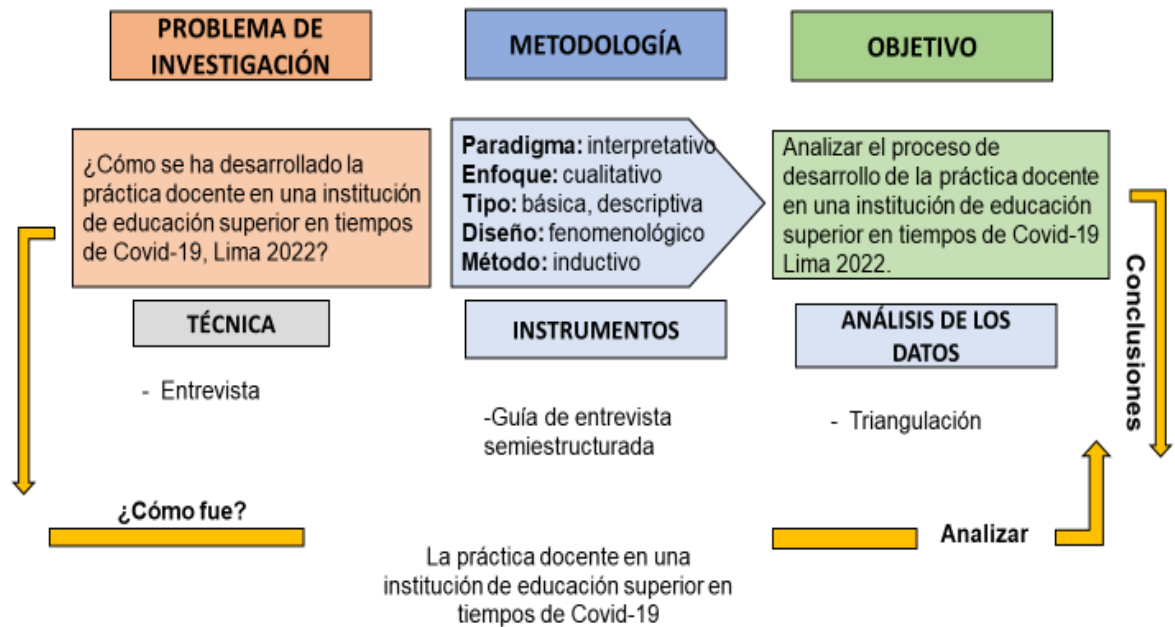 PROBLEMA DE
INVESTIGACIÓN
METODOLOGÍA
OBJETIVO
¿Cómo se ha desarrollado la
práctica docente en una institución
de educación superior en tiempos
de Covid-19, Lima 2022?
Paradigma: interpretativo
Enfoque: cualitativo
Tipo: básica, descriptiva
Diseño: fenomenológico
Método: inductivo
Analizar el proceso de
desarrollo de la práctica docente
en una institución de educación
superior en tiempos de Covid-19
Lima 2022.
TÉCNICA
INSTRUMENTOS
ANÁLISIS DE LOS
DATOS
- Entrevista
-Guía de entrevista
semiestructurada
- Triangulación
Conclusiones
¿Cómo fue?
Analizar
La práctica docente en una
institución de educación superior en
tiempos de Covid-19